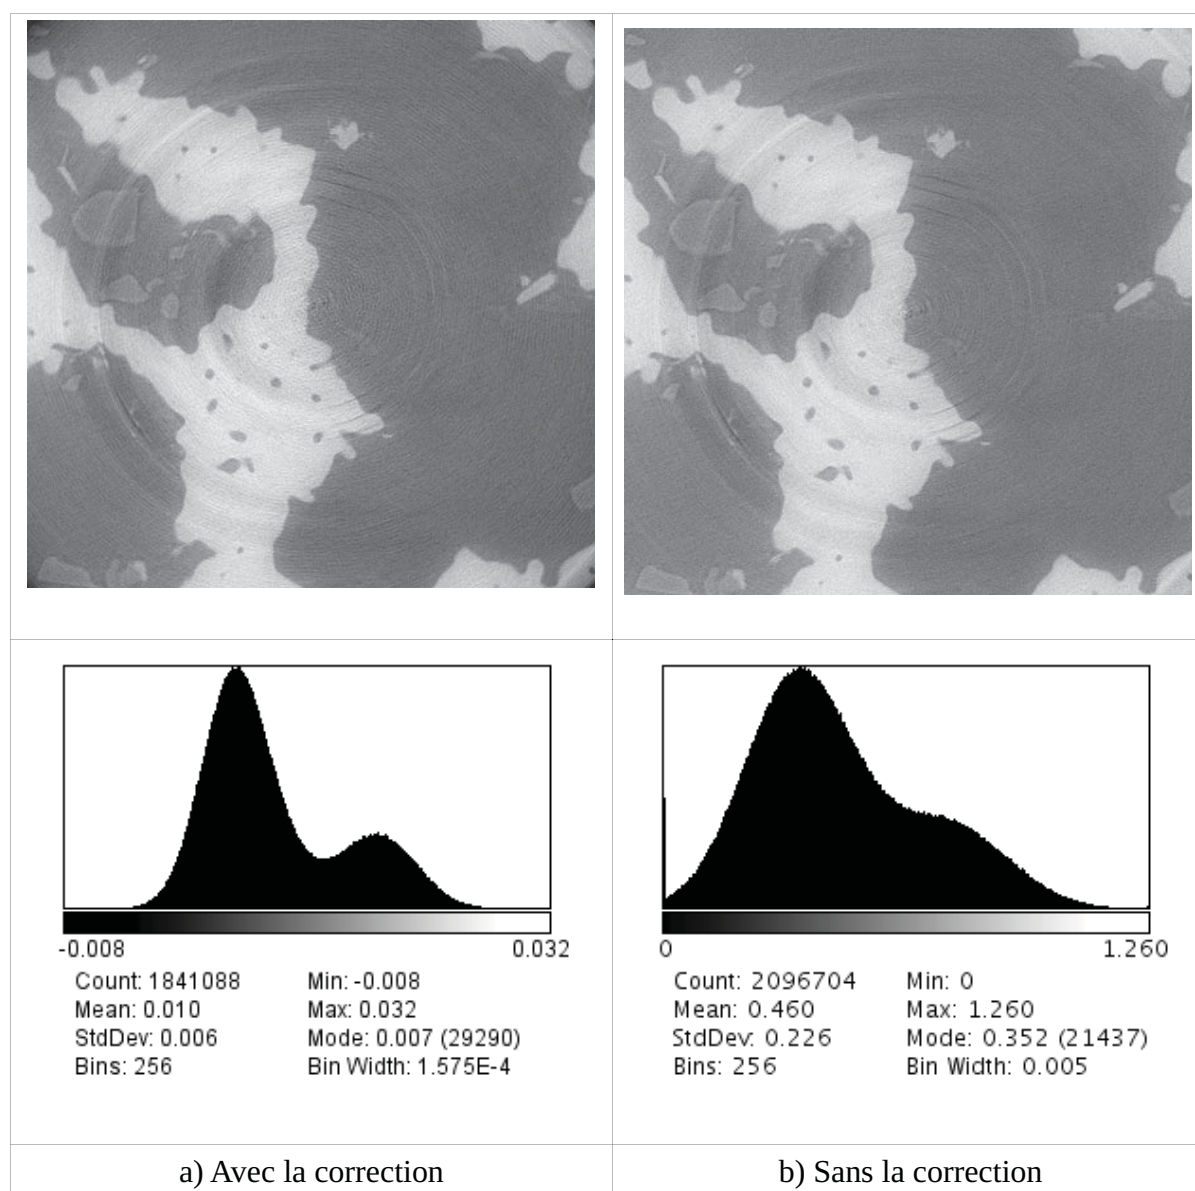 -0.008 0.032
Count: 1841088 Min: -0.008
Mean: 0.010 Max: 0.032
StdDev: 0.006 Mode: 0.007 (29290)
Bins: 256 Bin Width: 1.575E-4
0 1.260
Count: 2096704 Min: 0
Mean: 0.460 Max: 1.260
StdDev: 0.226 Mode: 0.352 (21437)
Bins: 256 Bin Width: 0.005
a) Avec la correction
b) Sans la correction